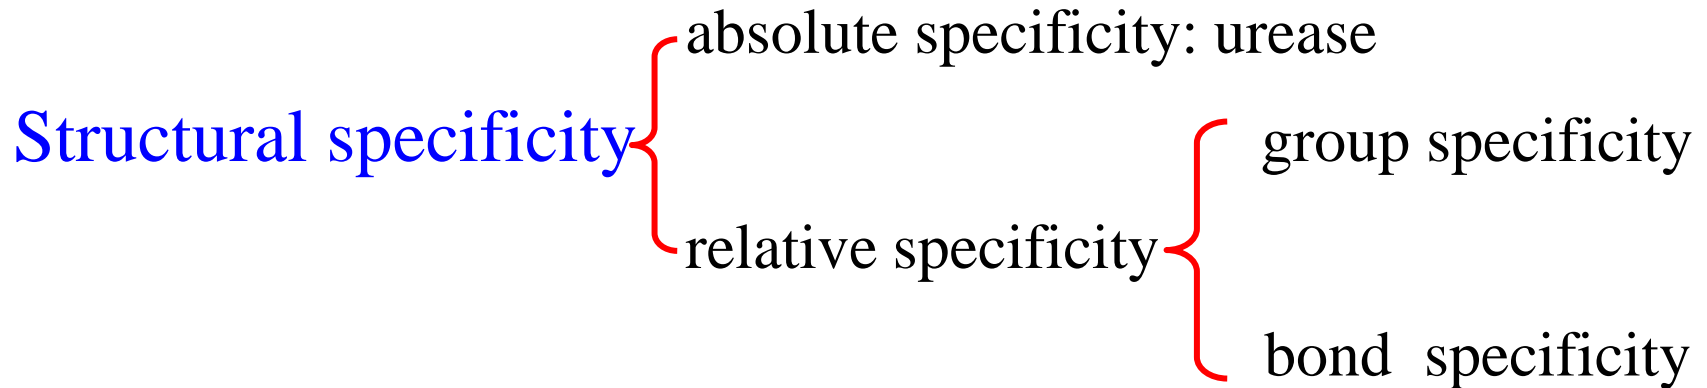 absolute specificity: urease
Structural specificity
group specificity
relative specificity
bond specificity